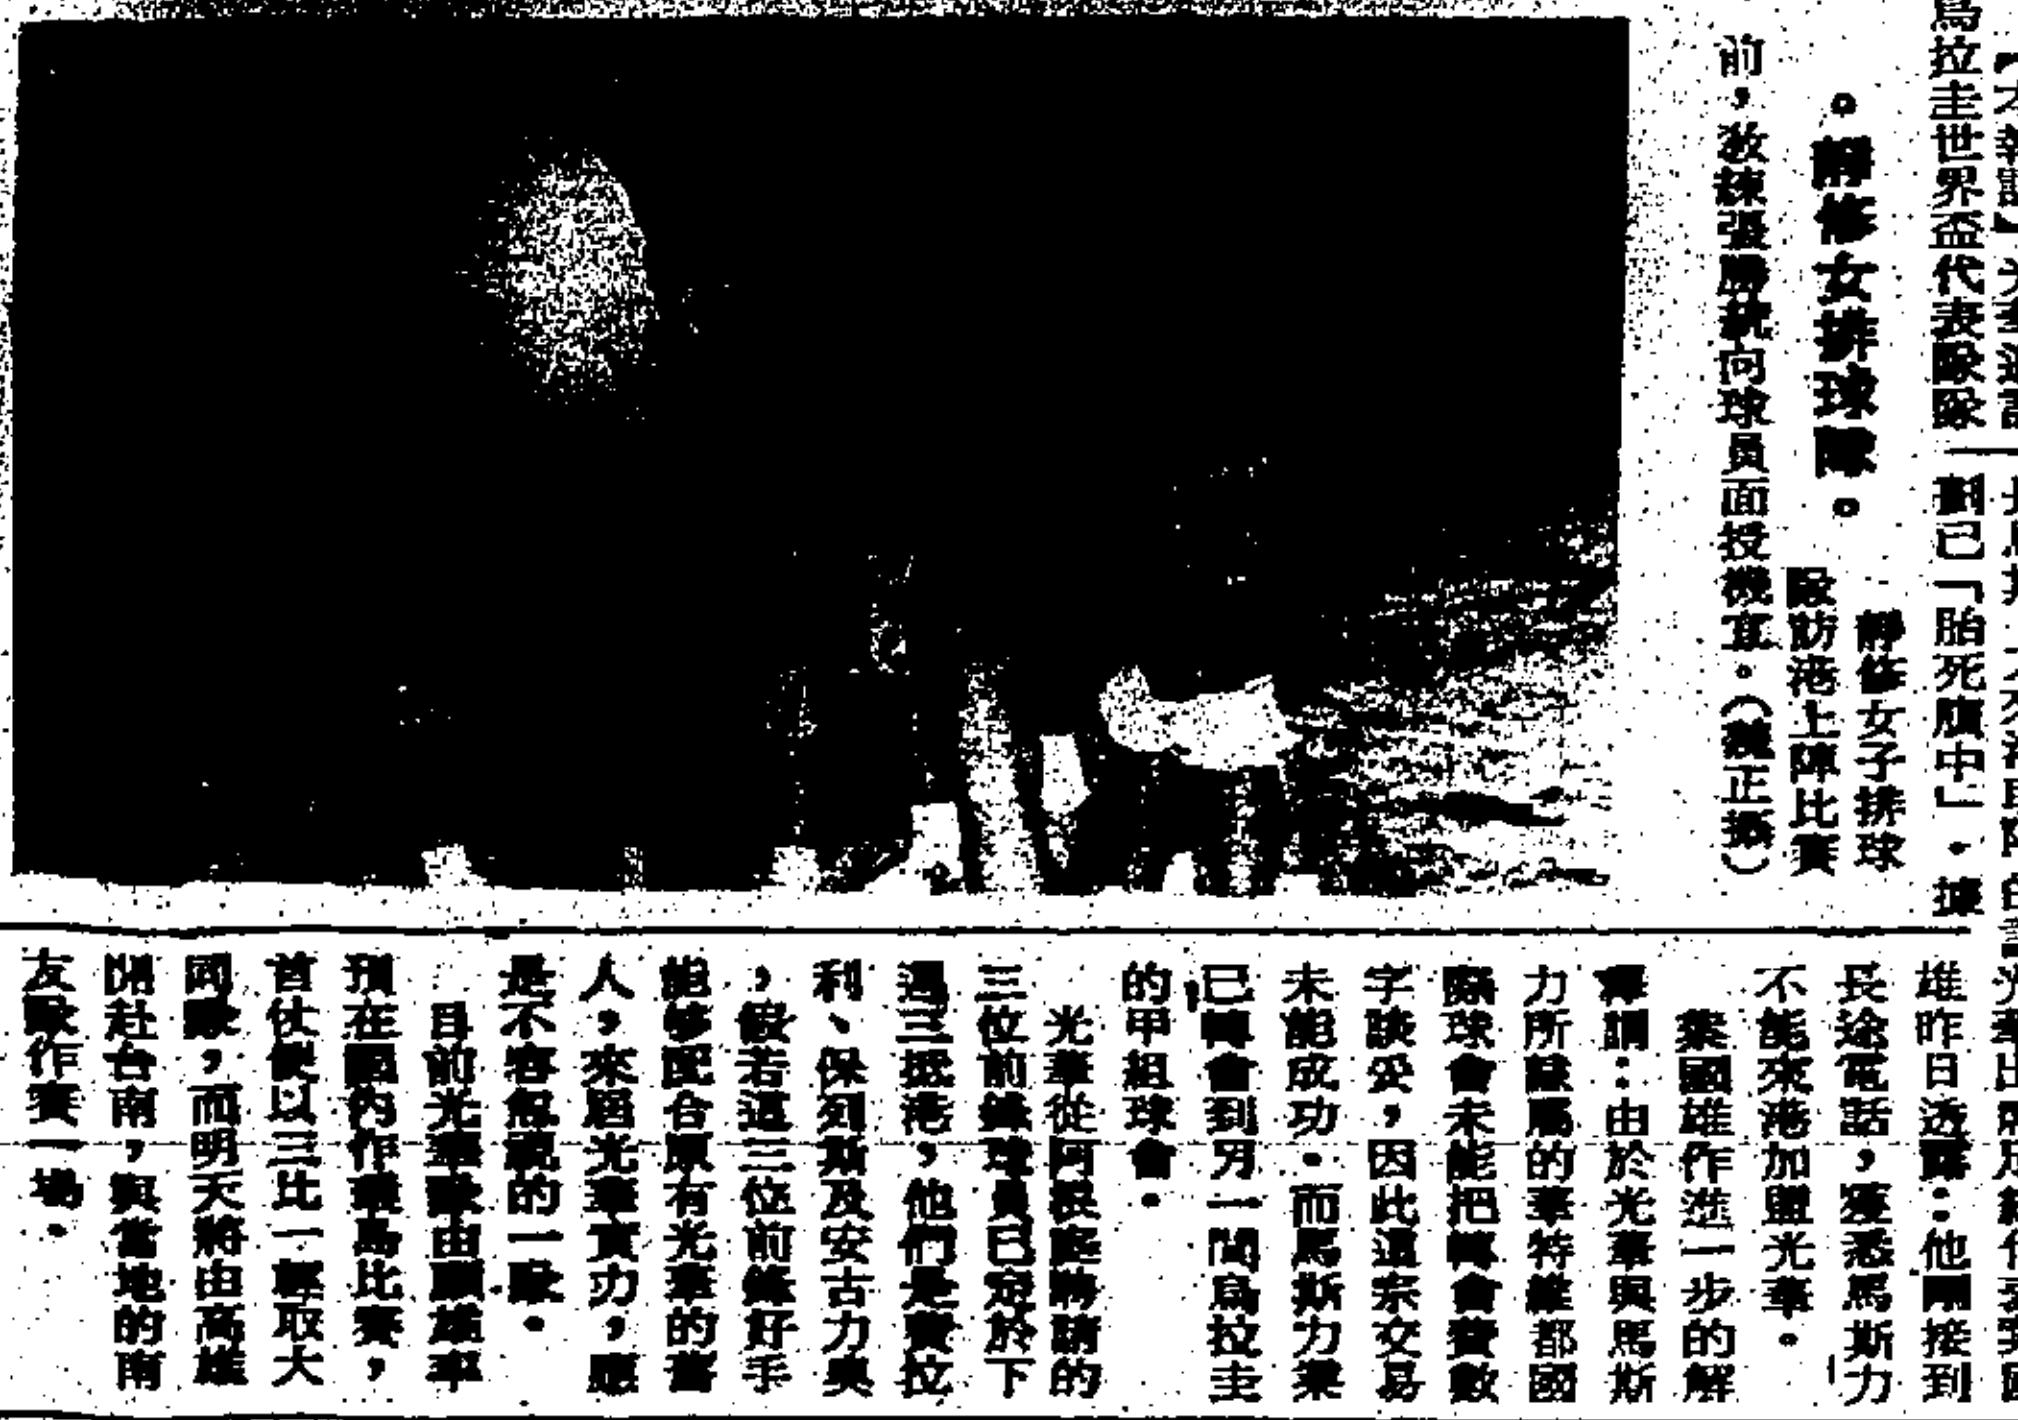 烏拉圭世界盃代表隊隊
劃已「胎死腹中」。據
雄昨日透露：他剛接到
長途電話，獲悉馬斯力
不能來港加盟光華。
葉國雄作進一步的解
釋謂：由於光華與馬斯
力所隸屬的華特維都國
際球會未能把轉會費數
字談妥，因此這宗交易
未能成功。而馬斯力業
已轉會到另一間烏拉圭
的甲組球會。
光華從阿根廷聘請的
三位前鋒球員已定於下
週三抵港，他們是賓拉
利、保列斯及安古力奧
，假若這三位前鋒好手
能够配合原有光華的舊
人，來屆光華實力，應
是不容忽視的一隊。
目前光華隊由顧雄率
領在國內作藝島比賽，
首仗便以三比一輕取大
同隊，而明天將由高雄
開赴台南，與當地的南
友隊作賽一場。
。靜修女排球隊。
靜修女子排球
隊訪港上陣比賽
前，敎練張勝銃向球員面授機宜。（魏正攝）